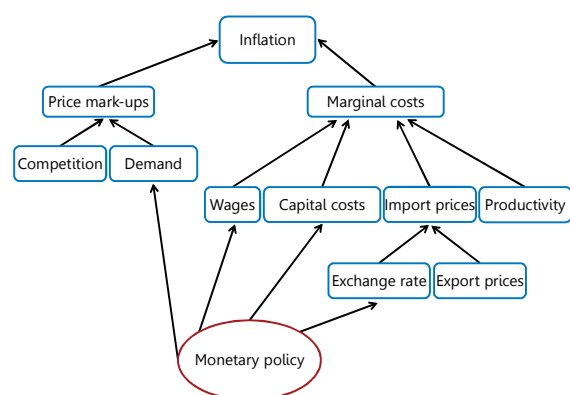 Inflation
Price mark-ups
Marginal costs
Competition
Demand
Wages
Capital costs
Import prices
Productivity
Exchange rate
Export prices
Monetary policy